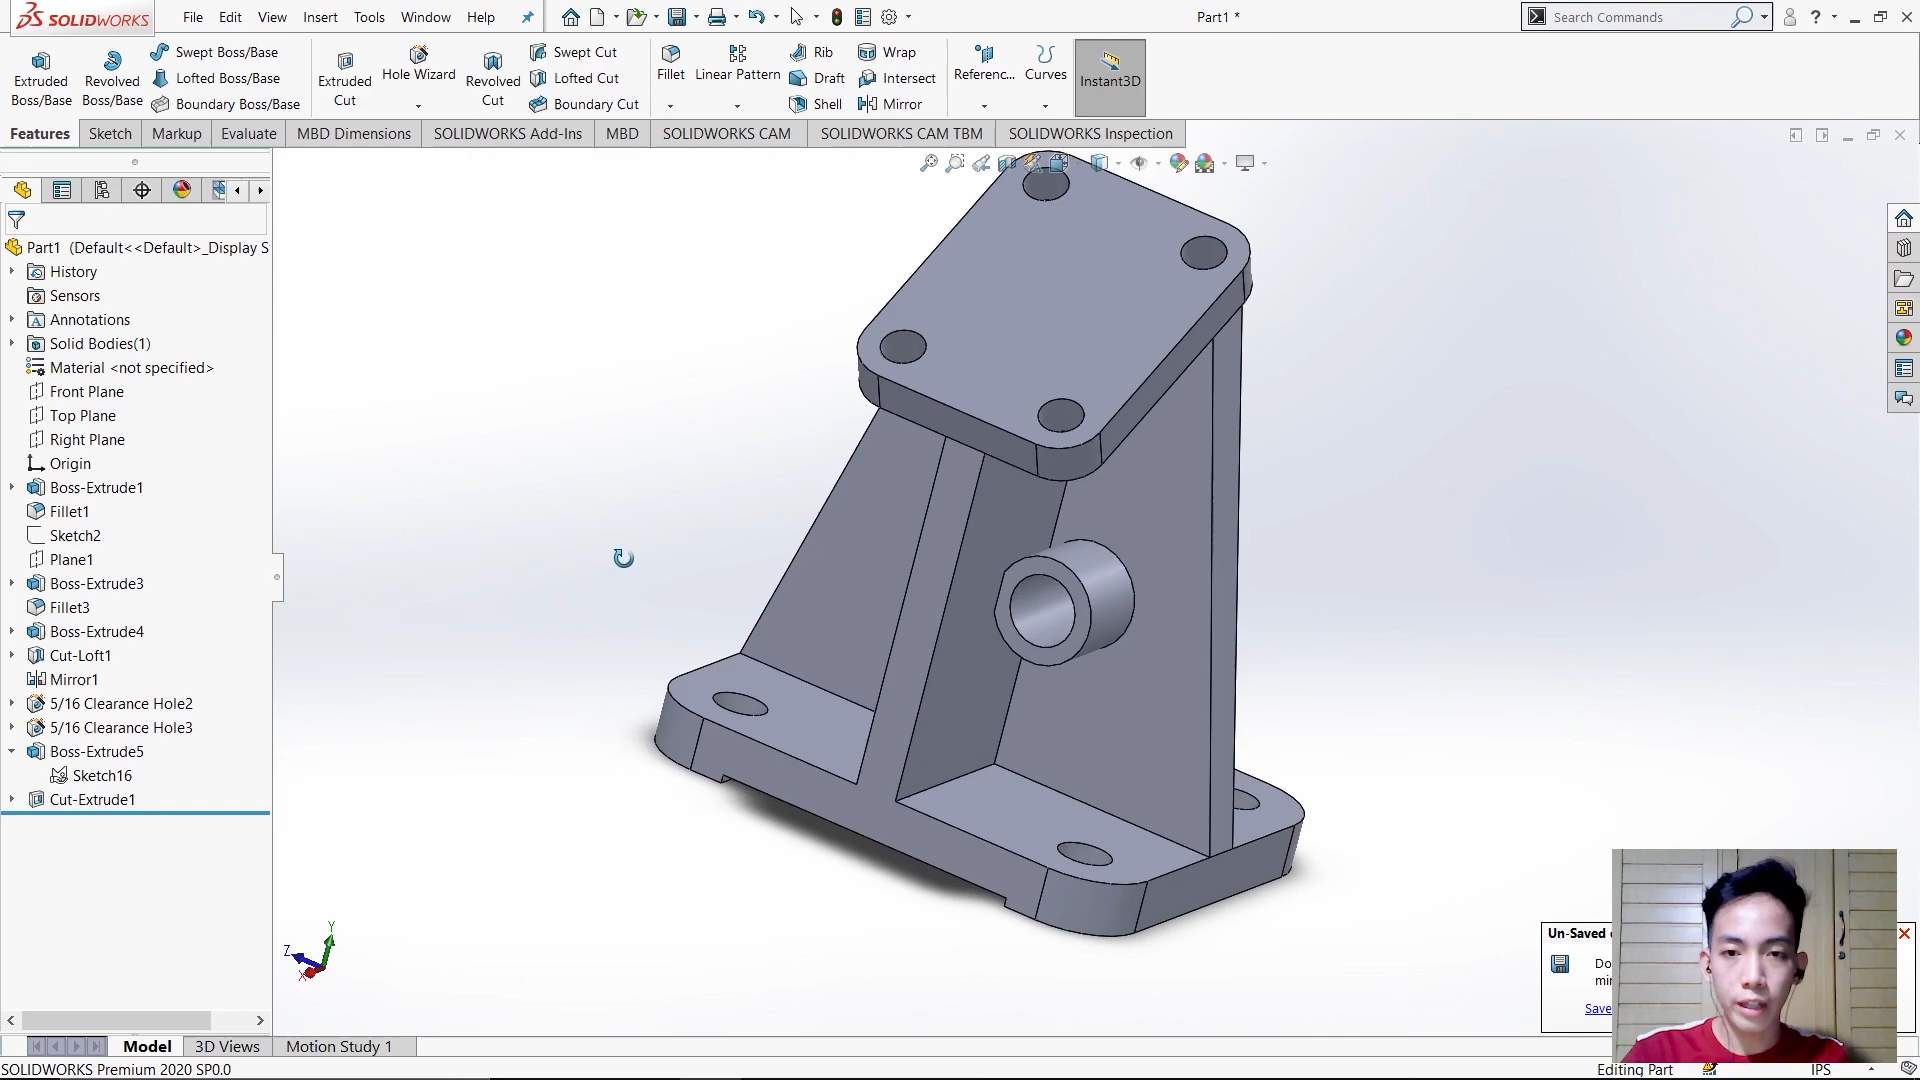 SOLIDWORKS
File Edit View Insert Tools Window Help
Part1 *
Search Commands
Extruded Boss/Base
Revolved Boss/Base
Swept Boss/Base
Lofted Boss/Base
Boundary Boss/Base
Extruded Cut
Hole Wizard
Revolved Cut
Swept Cut
Lofted Cut
Boundary Cut
Fillet
Linear Pattern
Rib
Draft
Shell
Wrap
Intersect
Mirror
Referenc...
Curves
Instant3D
Features Sketch Markup Evaluate MBD Dimensions SOLIDWORKS Add-Ins MBD SOLIDWORKS CAM SOLIDWORKS CAM TBM SOLIDWORKS Inspection
Part1 (Default<<Default>_Display S
History
Sensors
Annotations
Solid Bodies(1)
Material <not specified>
Front Plane
Top Plane
Right Plane
Origin
Boss-Extrude1
Fillet1
Sketch2
Plane1
Boss-Extrude3
Fillet3
Boss-Extrude4
Cut-Loft1
Mirror1
5/16 Clearance Hole2
5/16 Clearance Hole3
Boss-Extrude5
Sketch16
Cut-Extrude1
Y
Z
X
Un-Saved
Do
Save
Model 3D Views Motion Study 1
SOLIDWORKS Premium 2020 SP0.0
Editing Part
IPS